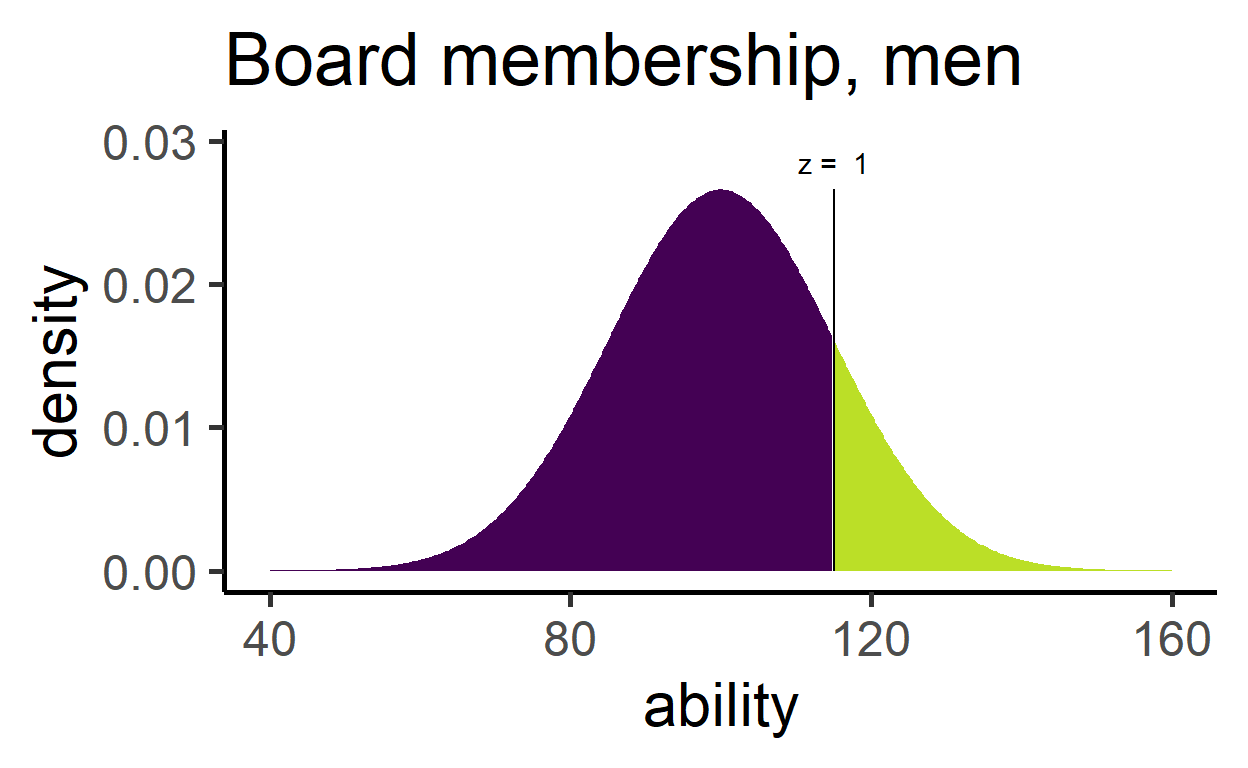 Board membership, men
0.03
z =  1
0.02
0.01
0.00
density
40 80 120 160
ability